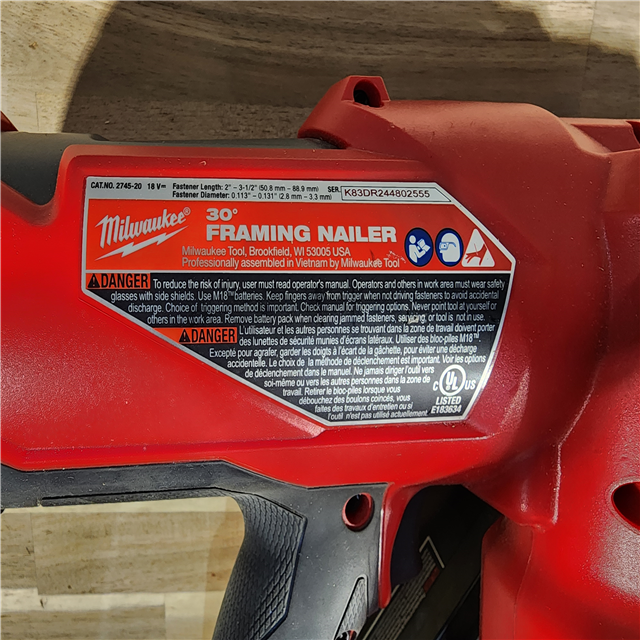 CAT.NO. 2745-20 18 V⎓ Fastener Length: 2" – 3-1/2" (50.8 mm – 88.9 mm) SER. K83DR244802555
Fastener Diameter: 0.113" – 0.131" (2.8 mm – 3.3 mm)
Milwaukee®
30°
FRAMING NAILER
Milwaukee Tool, Brookfield, WI 53005 USA
Professionally assembled in Vietnam by Milwaukee Tool
DANGER To reduce the risk of injury, user must read operator's manual. Operators and others in work area must wear safety
glasses with side shields. Use M18™ batteries. Keep fingers away from trigger when not driving fasteners to avoid accidental
discharge. Choice of triggering method is important. Check manual for triggering options. Never point tool at yourself or
others in the work area. Remove battery pack when clearing jammed fasteners, servicing, or tool is not in use.
DANGER L'utilisateur et les autres personnes se trouvant dans la zone de travail doivent porter
des lunettes de sécurité munies d'écrans latéraux. Utiliser des bloc-piles M18™.
Excepté pour agrafer, garder les doigts à l'écart de la gâchette, pour éviter une décharge
accidentelle. Le choix de la méthode de déclenchement est important. Voir les options
de déclenchement dans le manuel. Ne jamais diriger l'outil vers
soi-même ou vers les autres personnes dans la zone de
travail. Retirer le bloc-piles lorsque vous
débouchez des boulons coincés, vous
faites des travaux d'entretien ou si
l'outil n'est pas utilisé actuellement.
C UL US
LISTED
E183634